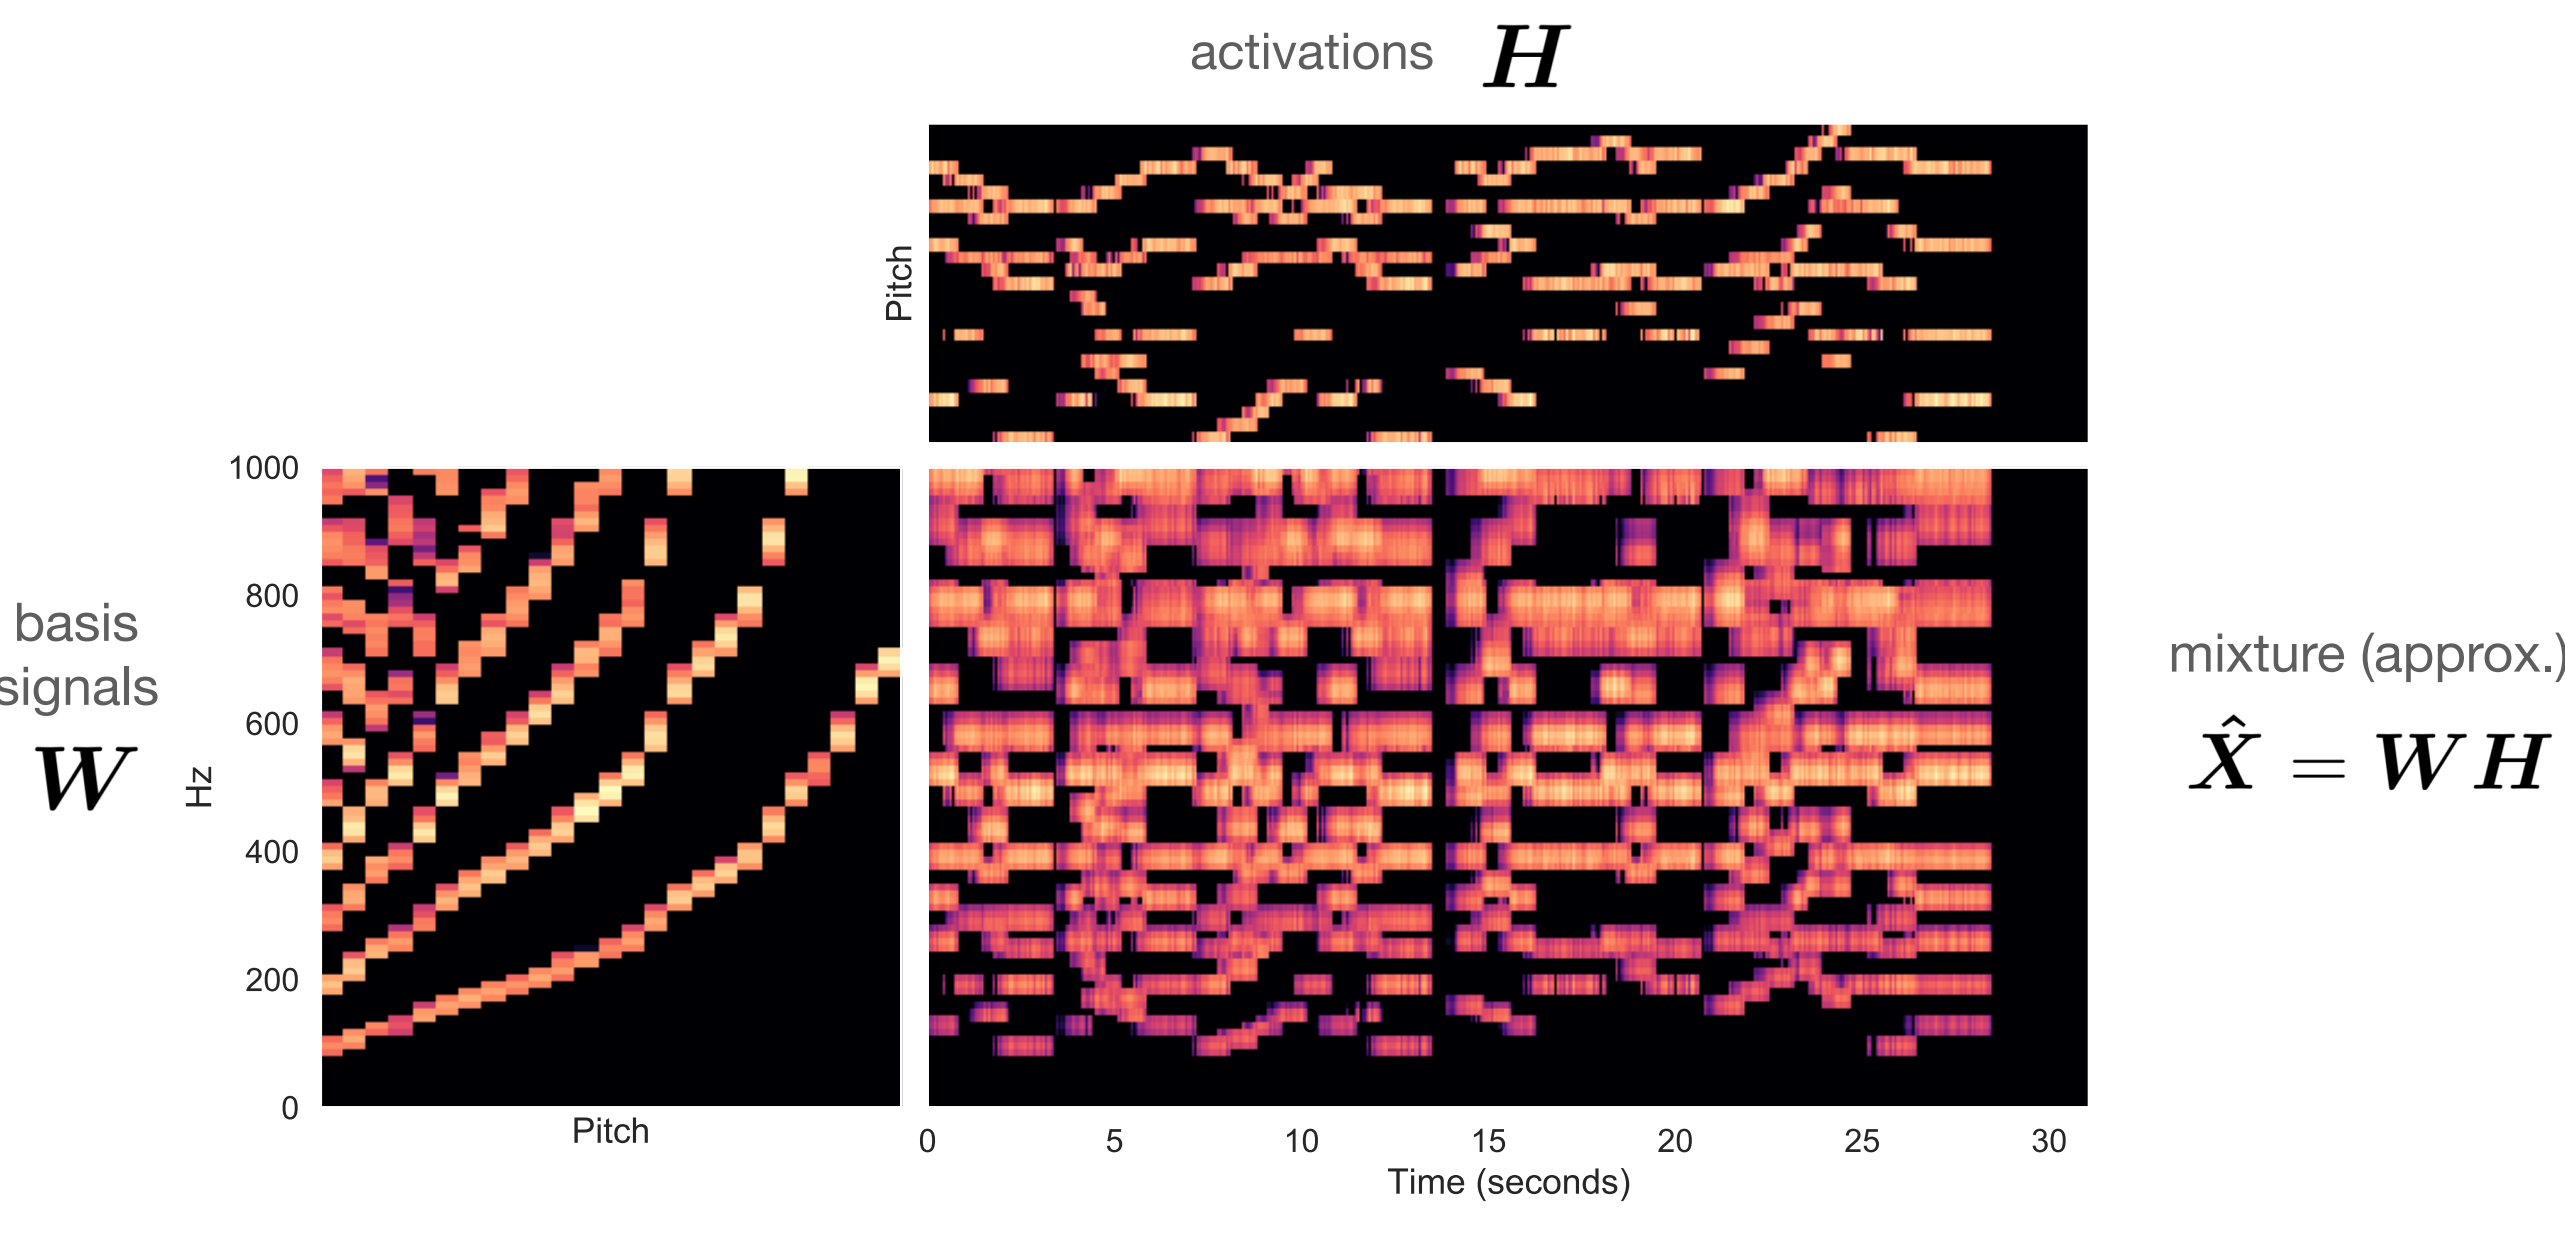 activations H
Pitch
1000
800
600
400
200
0
Hz
Pitch
basis
signals
W
0 5 10 15 20 25 30
Time (seconds)
mixture (approx.)
X̂ = W H